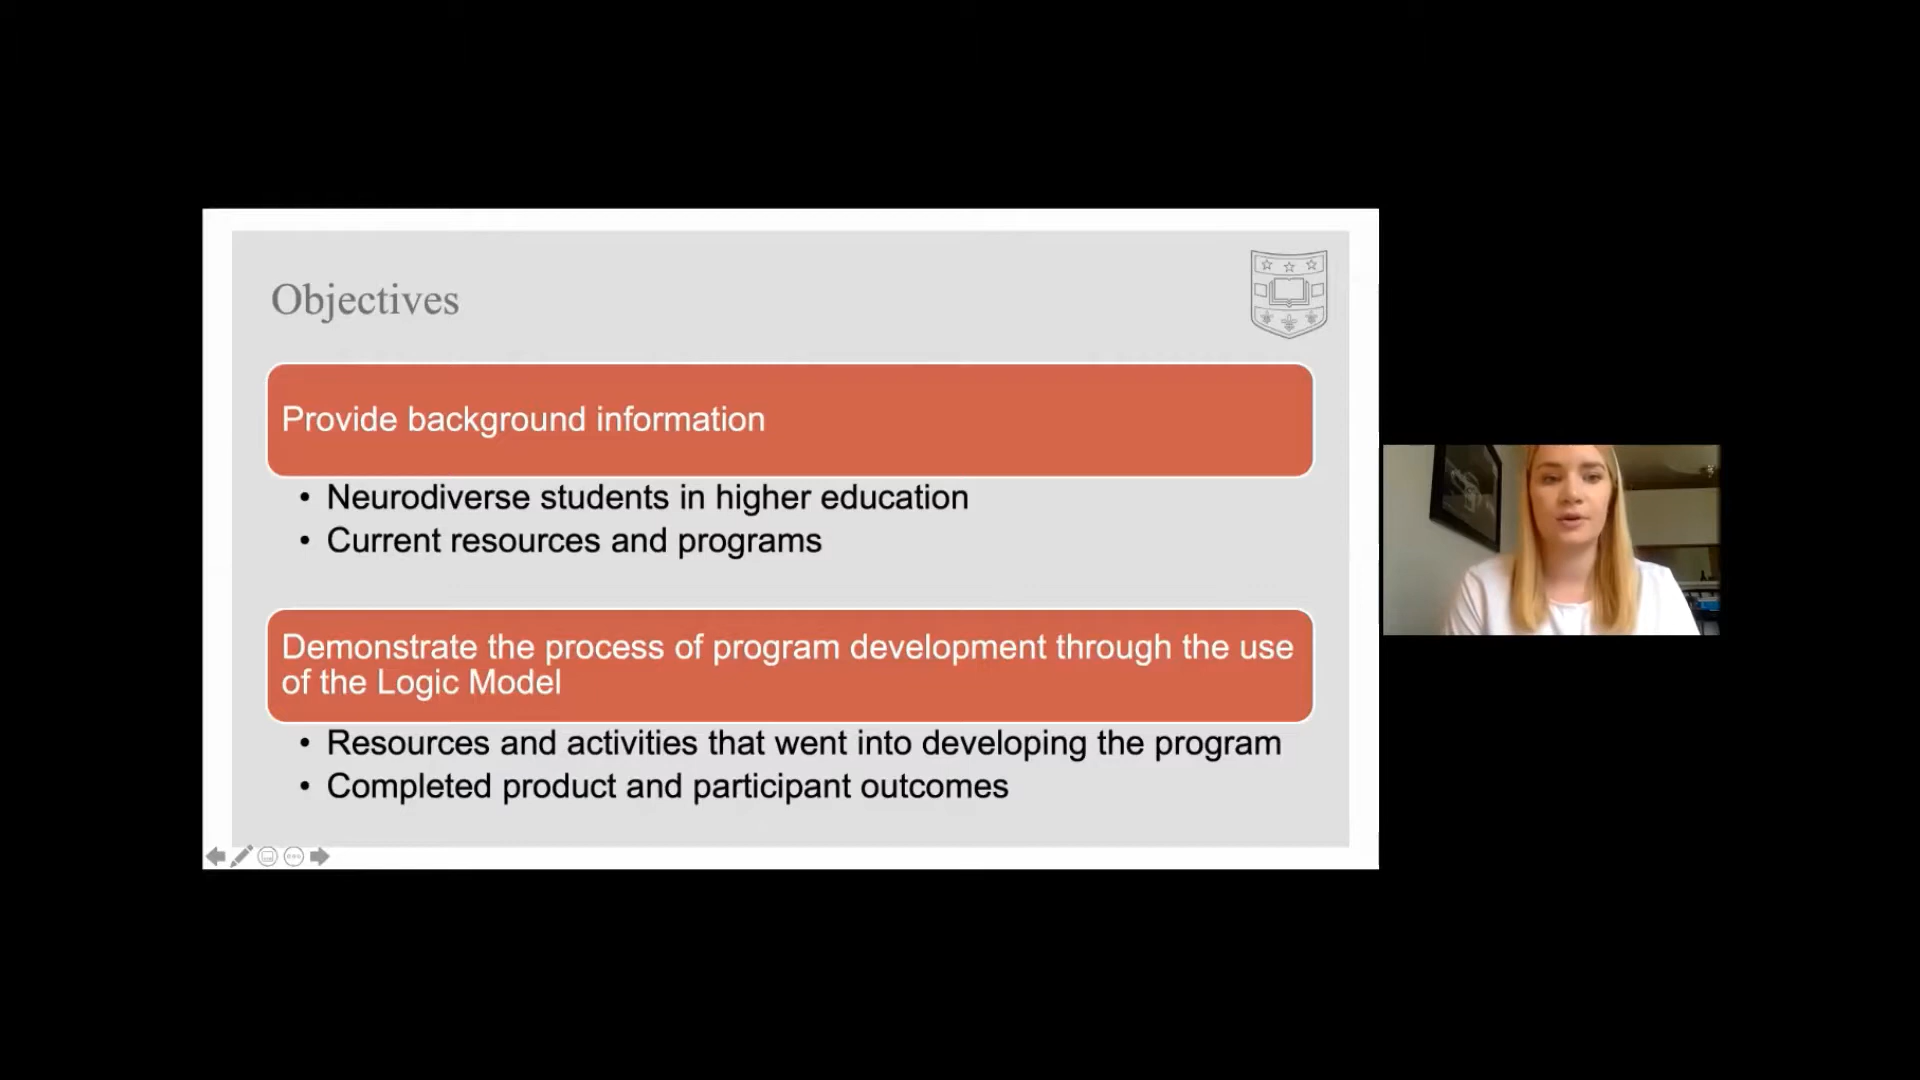 Objectives
Provide background information
• Neurodiverse students in higher education
• Current resources and programs
Demonstrate the process of program development through the use
of the Logic Model
• Resources and activities that went into developing the program
• Completed product and participant outcomes